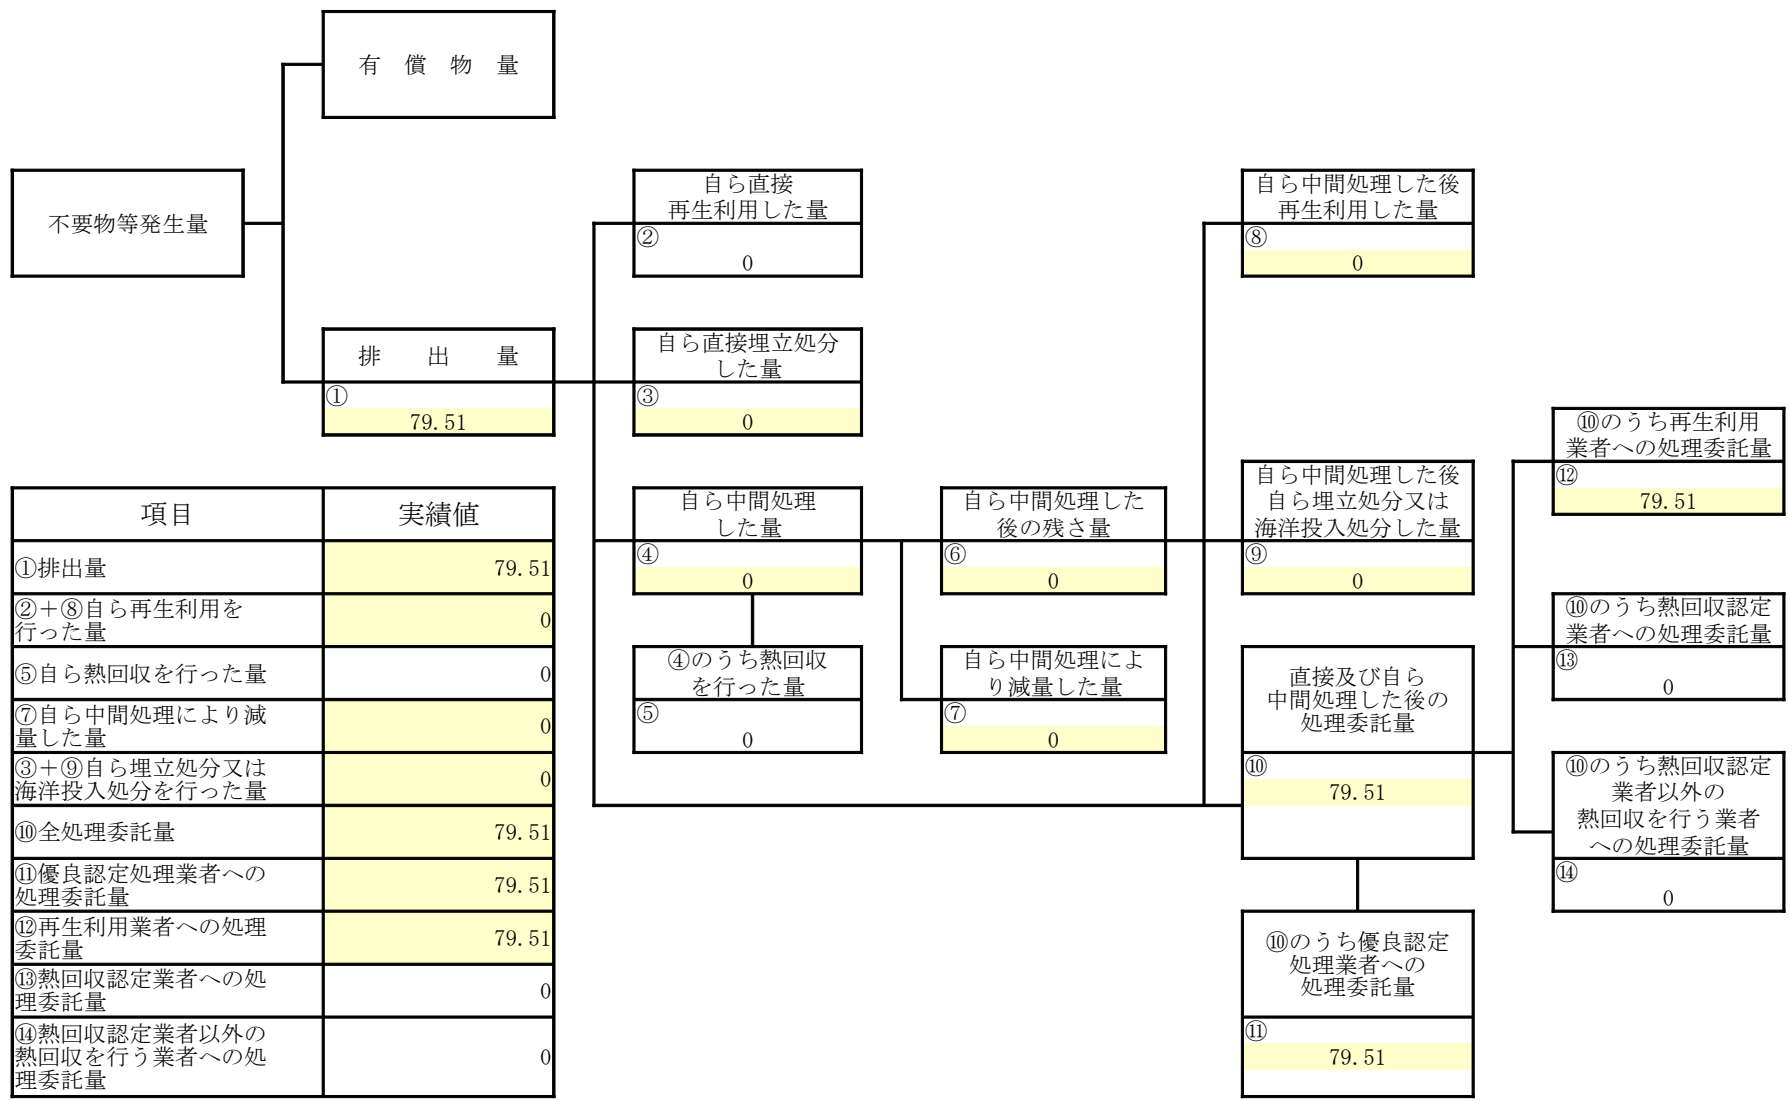 有　償　物　量
不要物等発生量
自ら直接
再生利用した量
②
0
自ら中間処理した後
再生利用した量
⑧
0
排　出　量
①
79.51
自ら直接埋立処分
した量
③
0
⑩のうち再生利用
業者への処理委託量
⑫
79.51
自ら中間処理
した量
④
0
自ら中間処理した
後の残さ量
⑥
0
自ら中間処理した後
自ら埋立処分又は
海洋投入処分した量
⑨
0
⑩のうち熱回収認定
業者への処理委託量
⑬
0
④のうち熱回収
を行った量
⑤
0
自ら中間処理によ
り減量した量
⑦
0
直接及び自ら
中間処理した後の
処理委託量
⑩
79.51
⑩のうち熱回収認定
業者以外の
熱回収を行う業者
への処理委託量
⑭
0
⑩のうち優良認定
処理業者への
処理委託量
⑪
79.51
項目 実績値
①排出量 79.51
②＋⑧自ら再生利用を
行った量 0
⑤自ら熱回収を行った量 0
⑦自ら中間処理により減
量した量 0
③＋⑨自ら埋立処分又は
海洋投入処分を行った量 0
⑩全処理委託量 79.51
⑪優良認定処理業者への
処理委託量 79.51
⑫再生利用業者への処理
委託量 79.51
⑬熱回収認定業者への処
理委託量 0
⑭熱回収認定業者以外の
熱回収を行う業者への処
理委託量 0